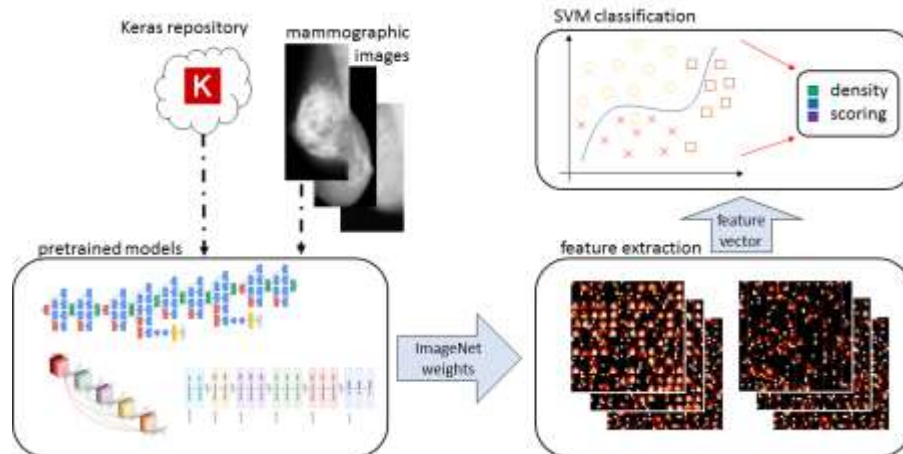 Keras repository
K
mammographic
images
pretrained models
ImageNet
weights
feature extraction
feature
vector
SVM classification
density
scoring